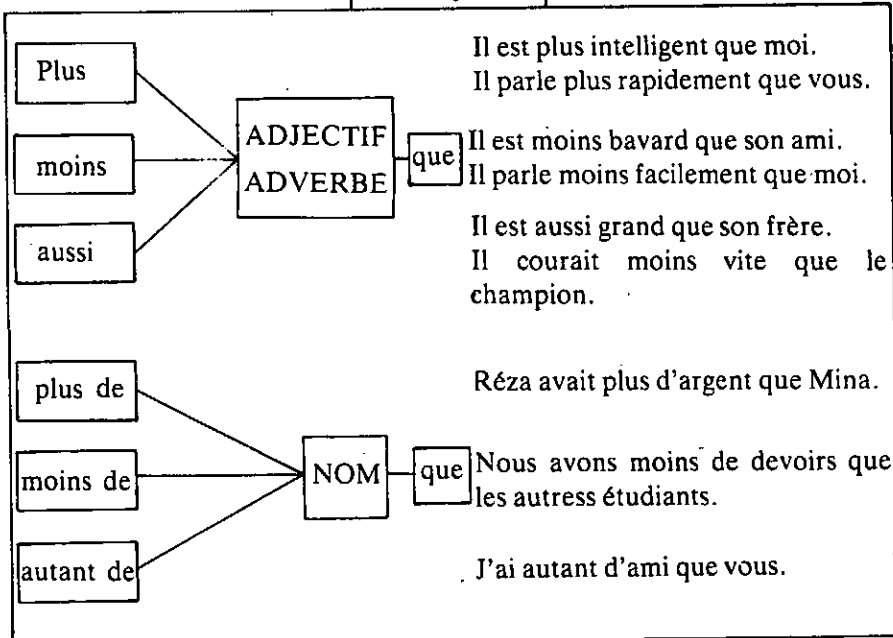 Plus
moins
aussi
ADJECTIF
ADVERBE
que
Il est plus intelligent que moi.
Il parle plus rapidement que vous.
Il est moins bavard que son ami.
Il parle moins facilement que moi.
Il est aussi grand que son frère.
Il courait moins vite que le
champion.
plus de
moins de
autant de
NOM
que
Réza avait plus d'argent que Mina.
Nous avons moins de devoirs que
les autress étudiants.
J'ai autant d'ami que vous.